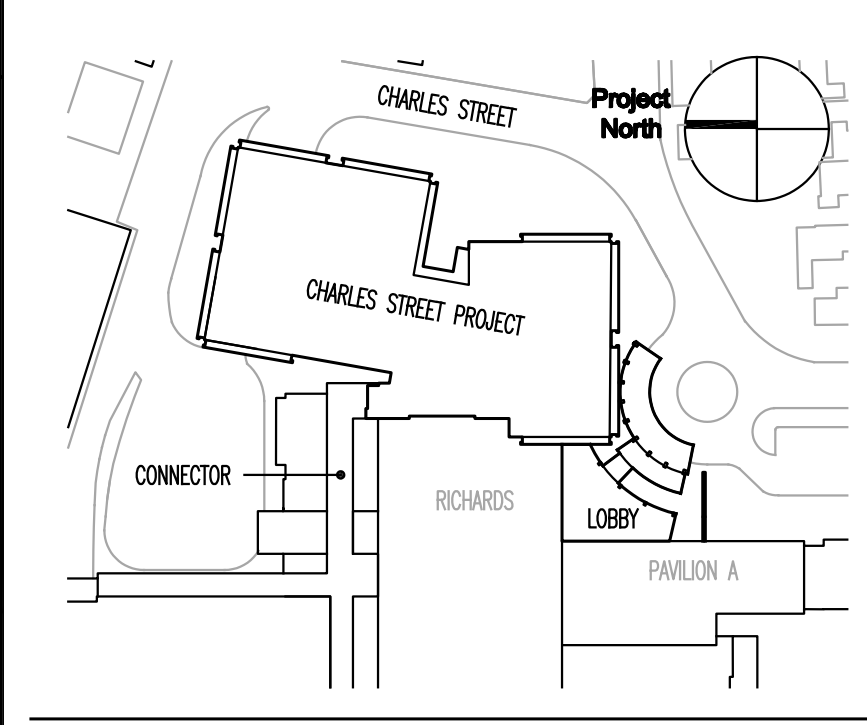 CHARLES STREET
Project
North
CHARLES STREET PROJECT
CONNECTOR
RICHARDS
LOBBY
PAVILION A